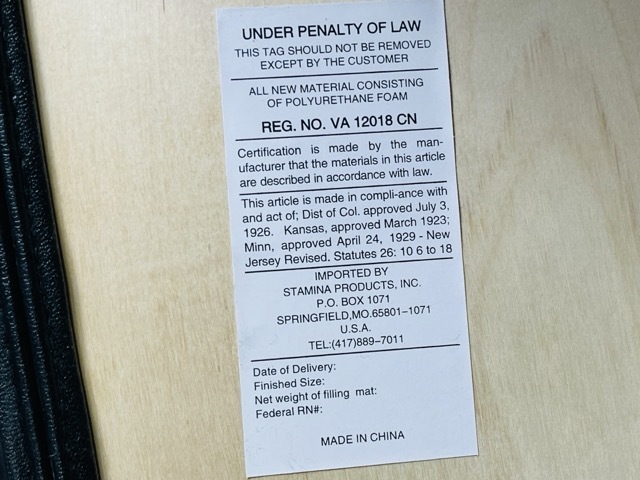 UNDER PENALTY OF LAW
THIS TAG SHOULD NOT BE REMOVED
EXCEPT BY THE CUSTOMER
ALL NEW MATERIAL CONSISTING
OF POLYURETHANE FOAM
REG. NO. VA 12018 CN
Certification is made by the man-
ufacturer that the materials in this article
are described in accordance with law.
This article is made in compli-ance with
and act of; Dist of Col. approved July 3,
1926. Kansas, approved March 1923;
Minn, approved April 24, 1929 - New
Jersey Revised. Statutes 26: 10 6 to 18
IMPORTED BY
STAMINA PRODUCTS, INC.
P.O. BOX 1071
SPRINGFIELD,MO.65801-1071
U.S.A.
TEL:(417)889-7011
Date of Delivery:
Finished Size:
Net weight of filling mat:
Federal RN#:
MADE IN CHINA